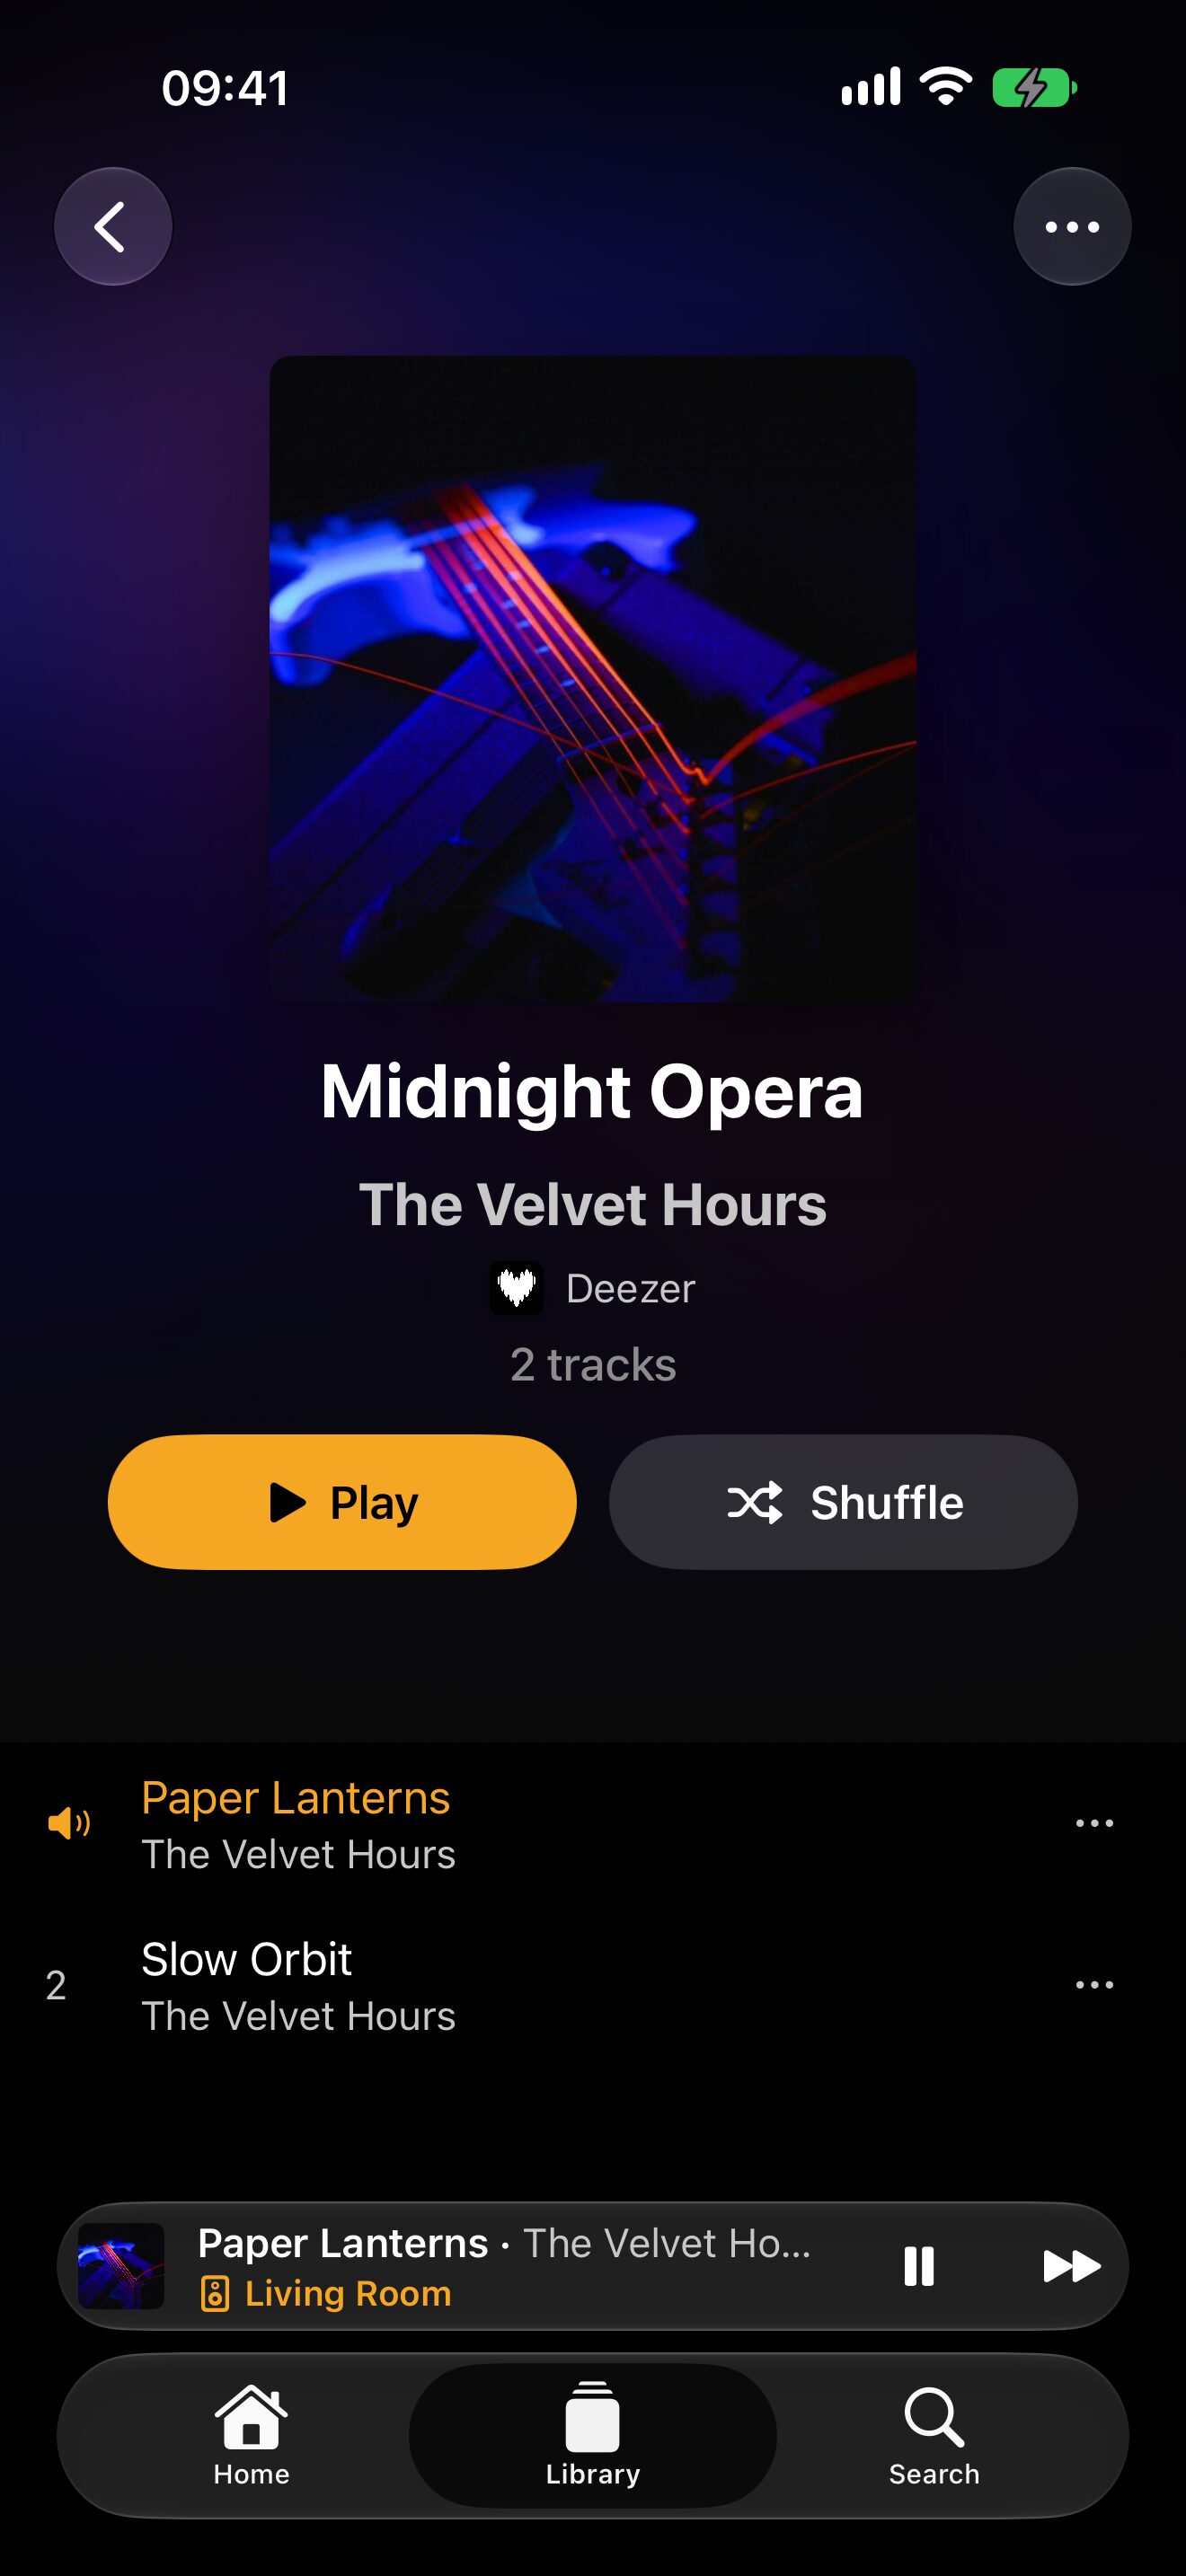 09:41
Midnight Opera
The Velvet Hours
Deezer
2 tracks
Play
Shuffle
Paper Lanterns
The Velvet Hours
2
Slow Orbit
The Velvet Hours
Paper Lanterns · The Velvet Ho...
Living Room
Home
Library
Search